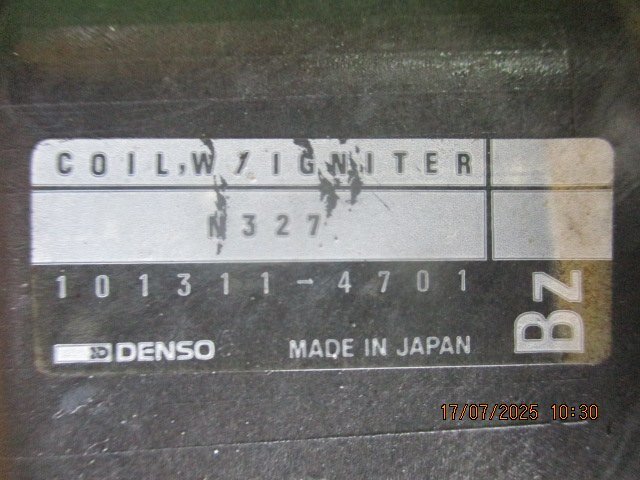 COIL,W/IGNITER
N327
101311-4701
DENSO MADE IN JAPAN
Bz
17/07/2025 10:30